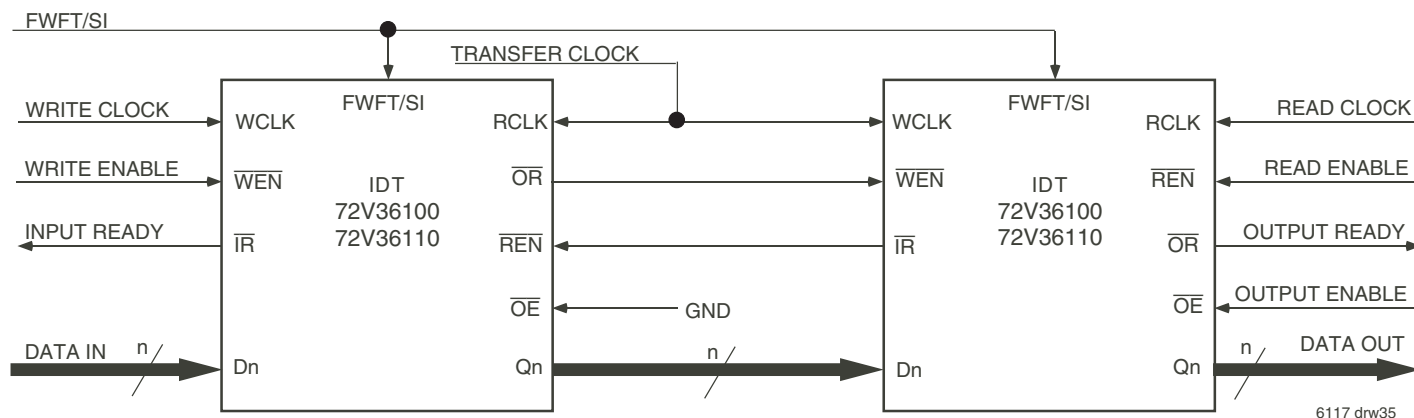 FWFT/SI
TRANSFER CLOCK
FWFT/SI
FWFT/SI
WRITE CLOCK
WCLK
RCLK
WCLK
RCLK
READ CLOCK
WRITE ENABLE
WEN
OR
WEN
REN
READ ENABLE
IDT
72V36100
72V36110
IDT
72V36100
72V36110
INPUT READY
IR
REN
IR
OR
OUTPUT READY
OE
GND
OE
OUTPUT ENABLE
DATA IN
n
Dn
Qn
n
Dn
Qn
n
DATA OUT
6117 drw35